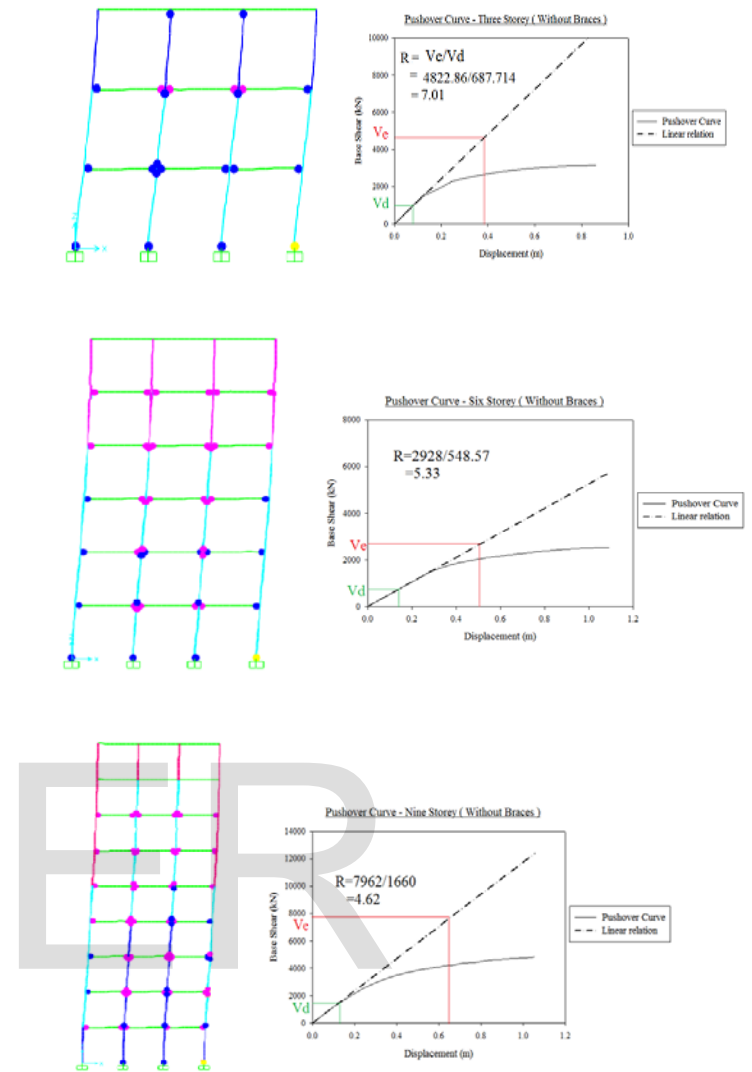 Pushover Curve - Three Storey ( Without Braces )
10000
8000
6000
4000
2000
0
Base Shear (kN)
R = Ve/Vd
= 4822.86/687.714
=7.01
Ve
Vd
0.0 0.2 0.4 0.6 0.8 1.0
Displacement (m)
Pushover Curve
Linear relation
x
Pushover Curve - Six Storey ( Without Braces )
8000
6000
4000
2000
0
Base Shear (kN)
R=2928/548.57
=5.33
Ve
Vd
0.0 0.2 0.4 0.6 0.8 1.0 1.2
Displacement (m)
Pushover Curve
Linear relation
x
ER
Pushover Curve - Nine Storey ( Without Braces )
14000
12000
10000
8000
6000
4000
2000
0
Base Shear (kN)
R=7962/1660
=4.62
Ve
Vd
0.0 0.2 0.4 0.6 0.8 1.0 1.2
Displacement (m)
Pushover Curve
Linear relation